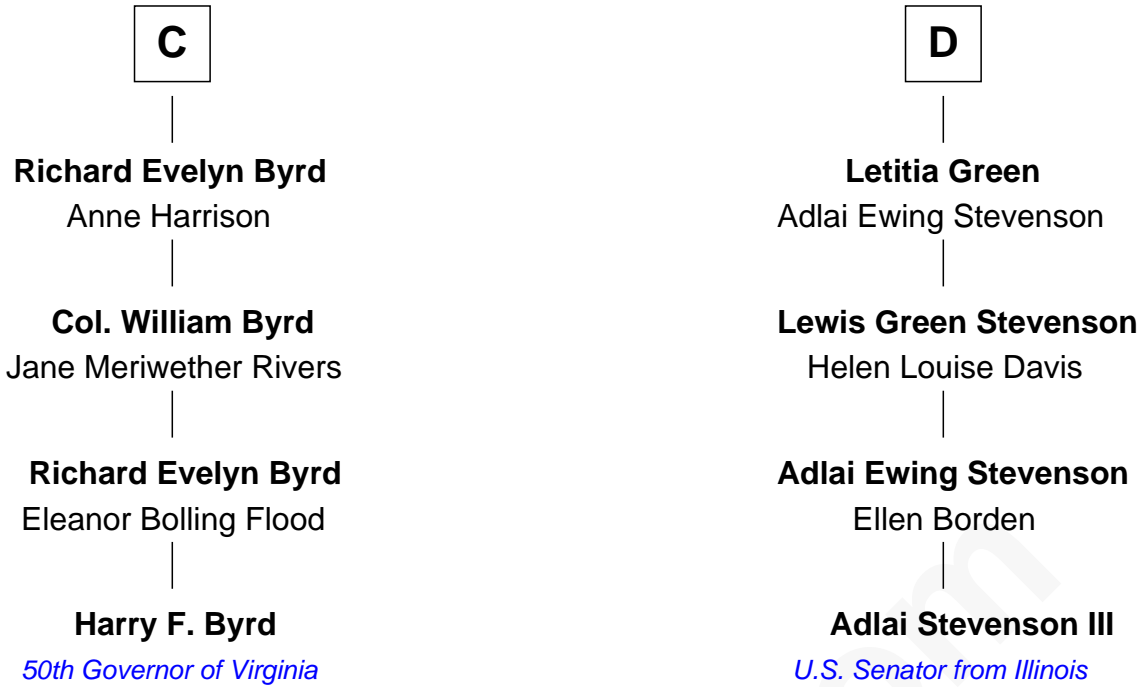 C
Richard Evelyn Byrd
Anne Harrison
Col. William Byrd
Jane Meriwether Rivers
Richard Evelyn Byrd
Eleanor Bolling Flood
Harry F. Byrd
50th Governor of Virginia
D
Letitia Green
Adlai Ewing Stevenson
Lewis Green Stevenson
Helen Louise Davis
Adlai Ewing Stevenson
Ellen Borden
Adlai Stevenson III
U.S. Senator from Illinois